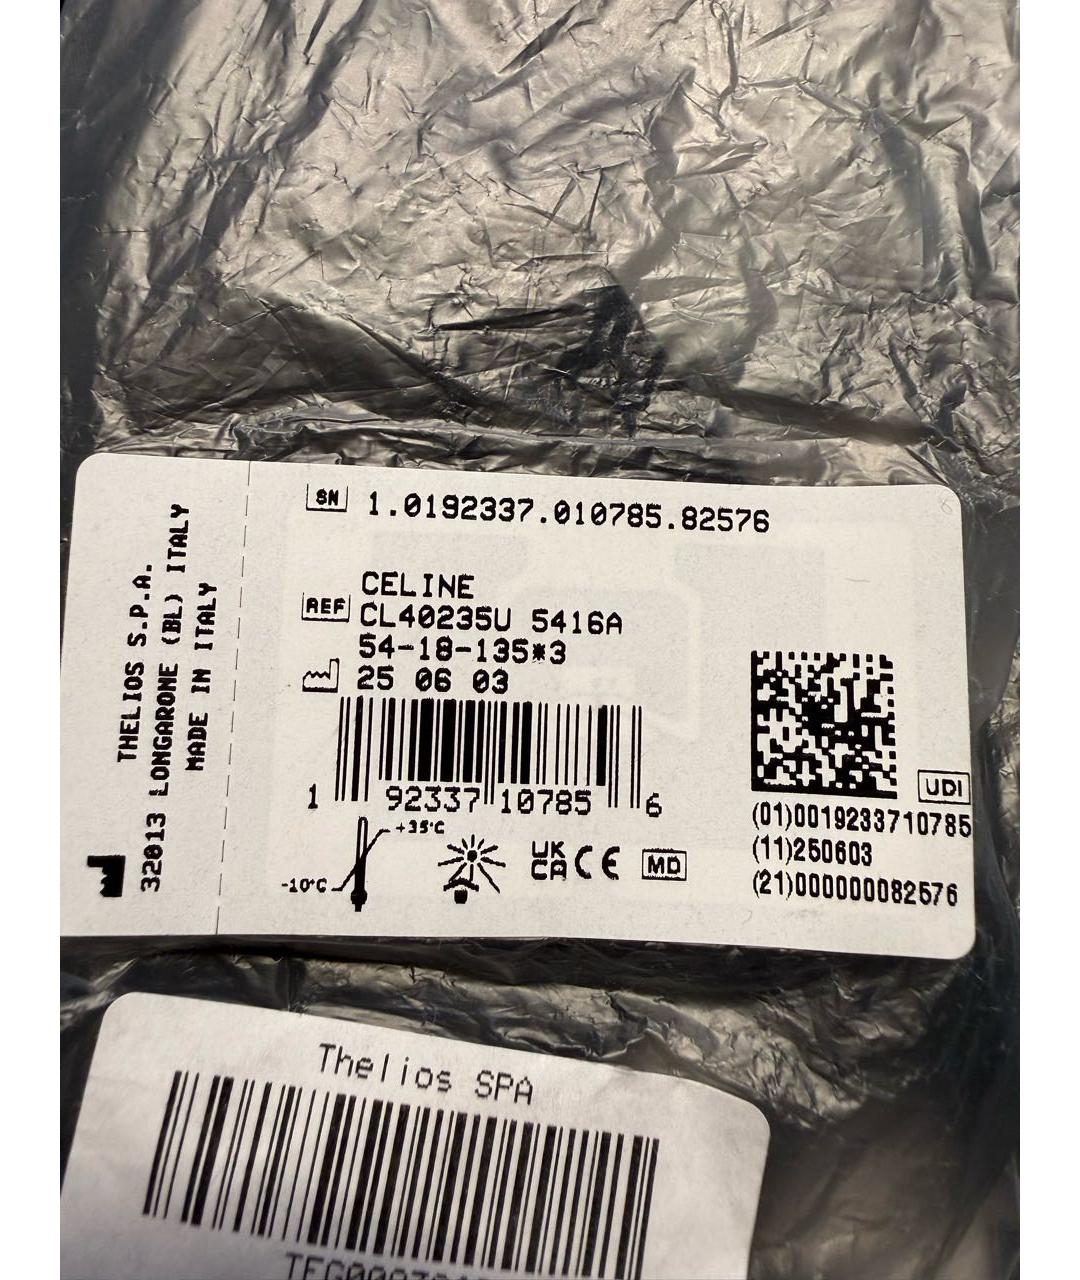 SN 1.0192337.010785.82576
CELINE
REF CL40235U 5416A
54-18-135*3
25 06 03
1 92337 10785 6
+35°C
-10°C
UK CA CE MD
UDI
(01)0019233710785
(11)250603
(21)000000082576
THELIOS S.P.A.
32013 LONGARONE (BL) ITALY
MADE IN ITALY
Thelios SPA